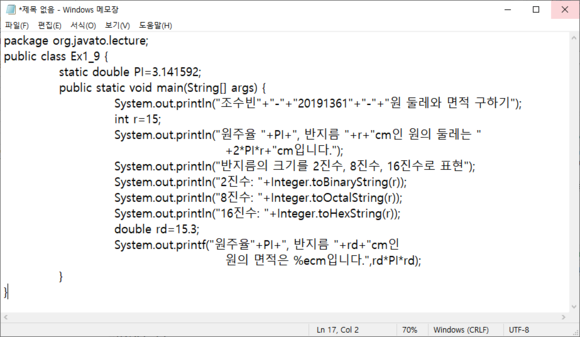 *제목 없음 - Windows 메모장
파일(F) 편집(E) 서식(O) 보기(V) 도움말(H)
package org.javato.lecture;
public class Ex1_9 {
static double PI=3.141592;
public static void main(String[] args) {
System.out.println("조수빈"+"-"+"20191361"+"-"+"원 둘레와 면적 구하기");
int r=15;
System.out.println("원주율 "+PI+", 반지름 "+r+"cm인 원의 둘레는 "
+2*PI*r+"cm입니다.");
System.out.println("반지름의 크기를 2진수, 8진수, 16진수로 표현");
System.out.println("2진수: "+Integer.toBinaryString(r));
System.out.println("8진수: "+Integer.toOctalString(r));
System.out.println("16진수: "+Integer.toHexString(r));
double rd=15.3;
System.out.printf("원주율"+PI+", 반지름 "+rd+"cm인
원의 면적은 %ecm입니다.",rd*PI*rd);
}
}
Ln 17, Col 2 70% Windows (CRLF) UTF-8